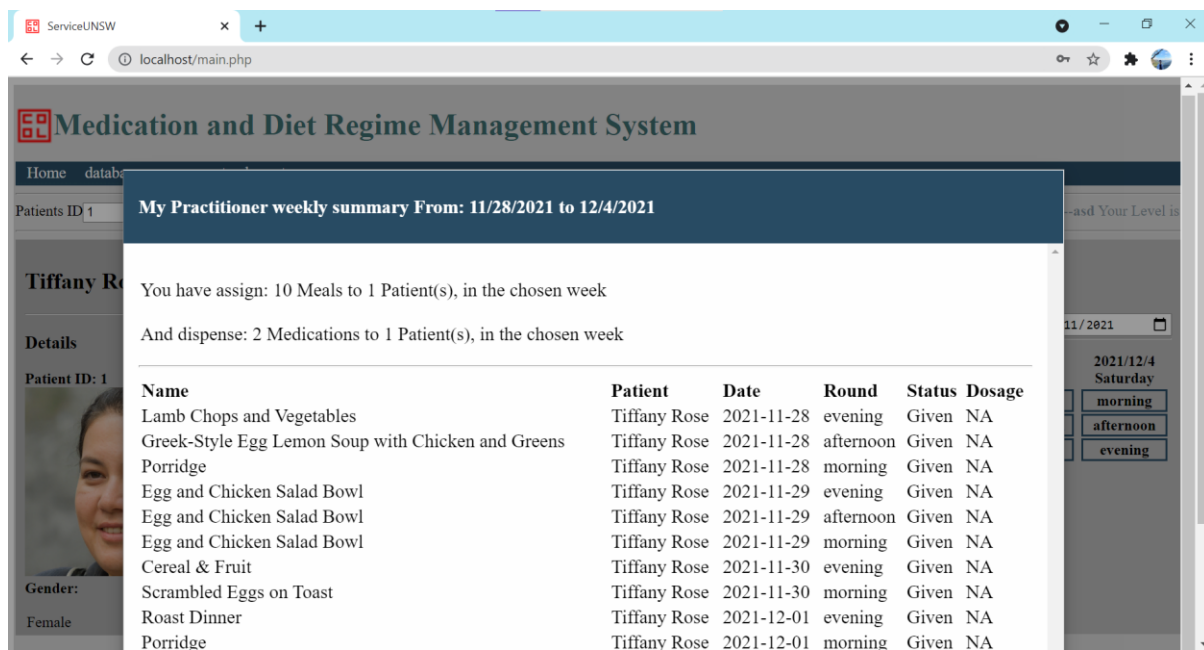 ServiceUNSW
localhost/main.php
Medication and Diet Regime Management System
Home
Patients ID 1
--asd Your Level is
My Practitioner weekly summary From: 11/28/2021 to 12/4/2021
Tiffany
You have assign: 10 Meals to 1 Patient(s), in the chosen week
And dispense: 2 Medications to 1 Patient(s), in the chosen week
11/2021
Details
2021/12/4
Saturday
Patient ID: 1
morning
afternoon
evening
Name Patient Date Round Status Dosage
Lamb Chops and Vegetables Tiffany Rose 2021-11-28 evening Given NA
Greek-Style Egg Lemon Soup with Chicken and Greens Tiffany Rose 2021-11-28 afternoon Given NA
Porridge Tiffany Rose 2021-11-28 morning Given NA
Egg and Chicken Salad Bowl Tiffany Rose 2021-11-29 evening Given NA
Egg and Chicken Salad Bowl Tiffany Rose 2021-11-29 afternoon Given NA
Egg and Chicken Salad Bowl Tiffany Rose 2021-11-29 morning Given NA
Cereal & Fruit Tiffany Rose 2021-11-30 evening Given NA
Scrambled Eggs on Toast Tiffany Rose 2021-11-30 morning Given NA
Roast Dinner Tiffany Rose 2021-12-01 evening Given NA
Porridge Tiffany Rose 2021-12-01 morning Given NA
Gender:
Female